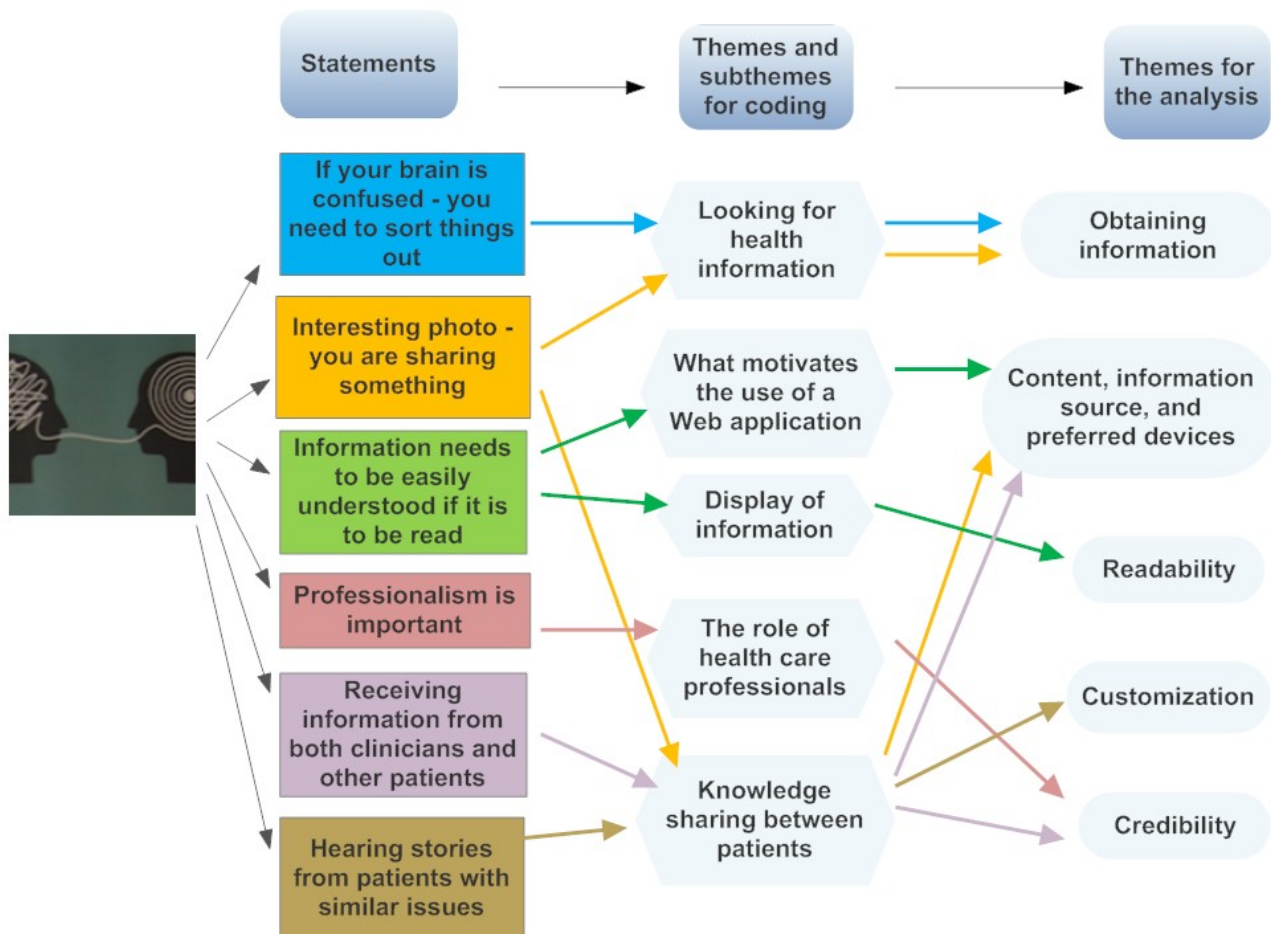 Statements
Themes and
subthemes
for coding
Themes for
the analysis
If your brain is
confused - you
need to sort things
out
Interesting photo -
you are sharing
something
Information needs
to be easily
understood if it is
to be read
Professionalism is
important
Receiving
information from
both clinicians and
other patients
Hearing stories
from patients with
similar issues
Looking for
health
information
What motivates
the use of a
Web application
Display of
information
The role of
health care
professionals
Knowledge
sharing between
patients
Obtaining
information
Content, information
source, and
preferred devices
Readability
Customization
Credibility